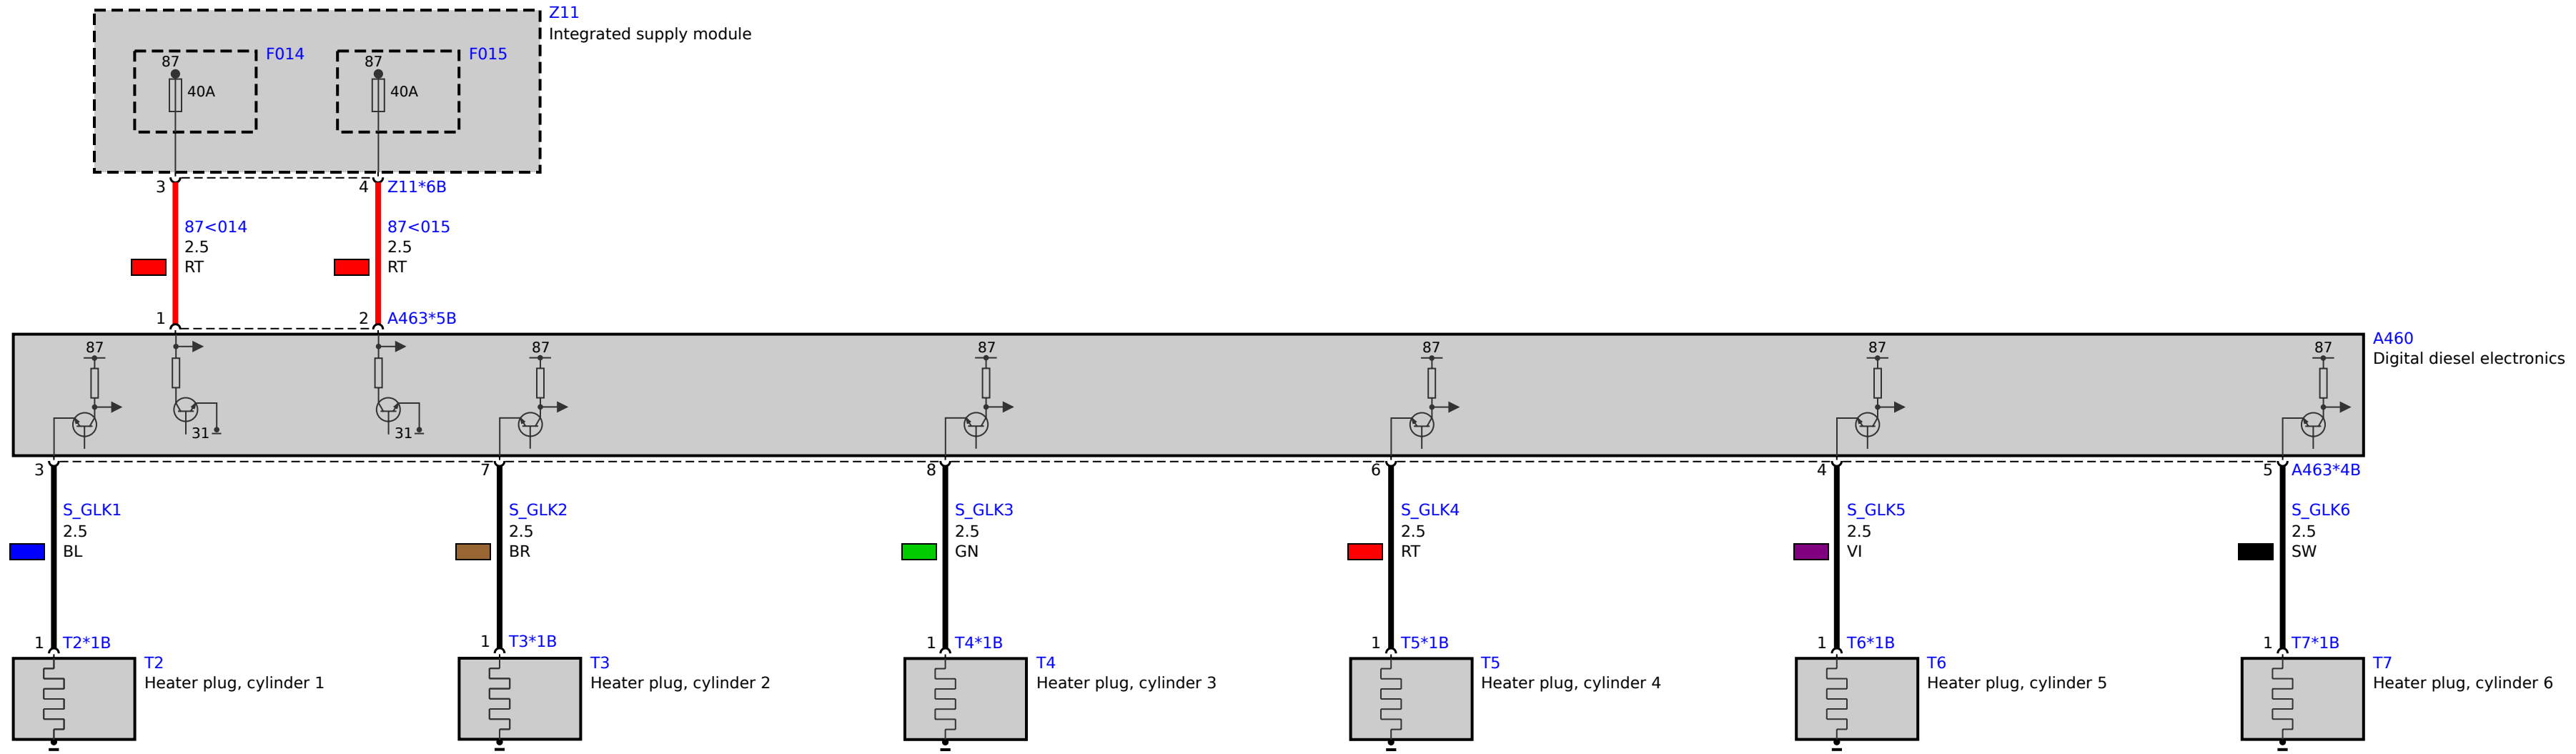 Z11
Integrated supply module
F014
F015
87
87
40A
40A
3
4
Z11*6B
87<014
87<015
2.5
2.5
RT
RT
1
2
A463*5B
A460
Digital diesel electronics
87
87
87
87
87
87
31
31
3
7
8
6
4
5
A463*4B
S_GLK1
S_GLK2
S_GLK3
S_GLK4
S_GLK5
S_GLK6
2.5
2.5
2.5
2.5
2.5
2.5
BL
BR
GN
RT
VI
SW
1
T2*1B
1
T3*1B
1
T4*1B
1
T5*1B
1
T6*1B
1
T7*1B
T2
Heater plug, cylinder 1
T3
Heater plug, cylinder 2
T4
Heater plug, cylinder 3
T5
Heater plug, cylinder 4
T6
Heater plug, cylinder 5
T7
Heater plug, cylinder 6